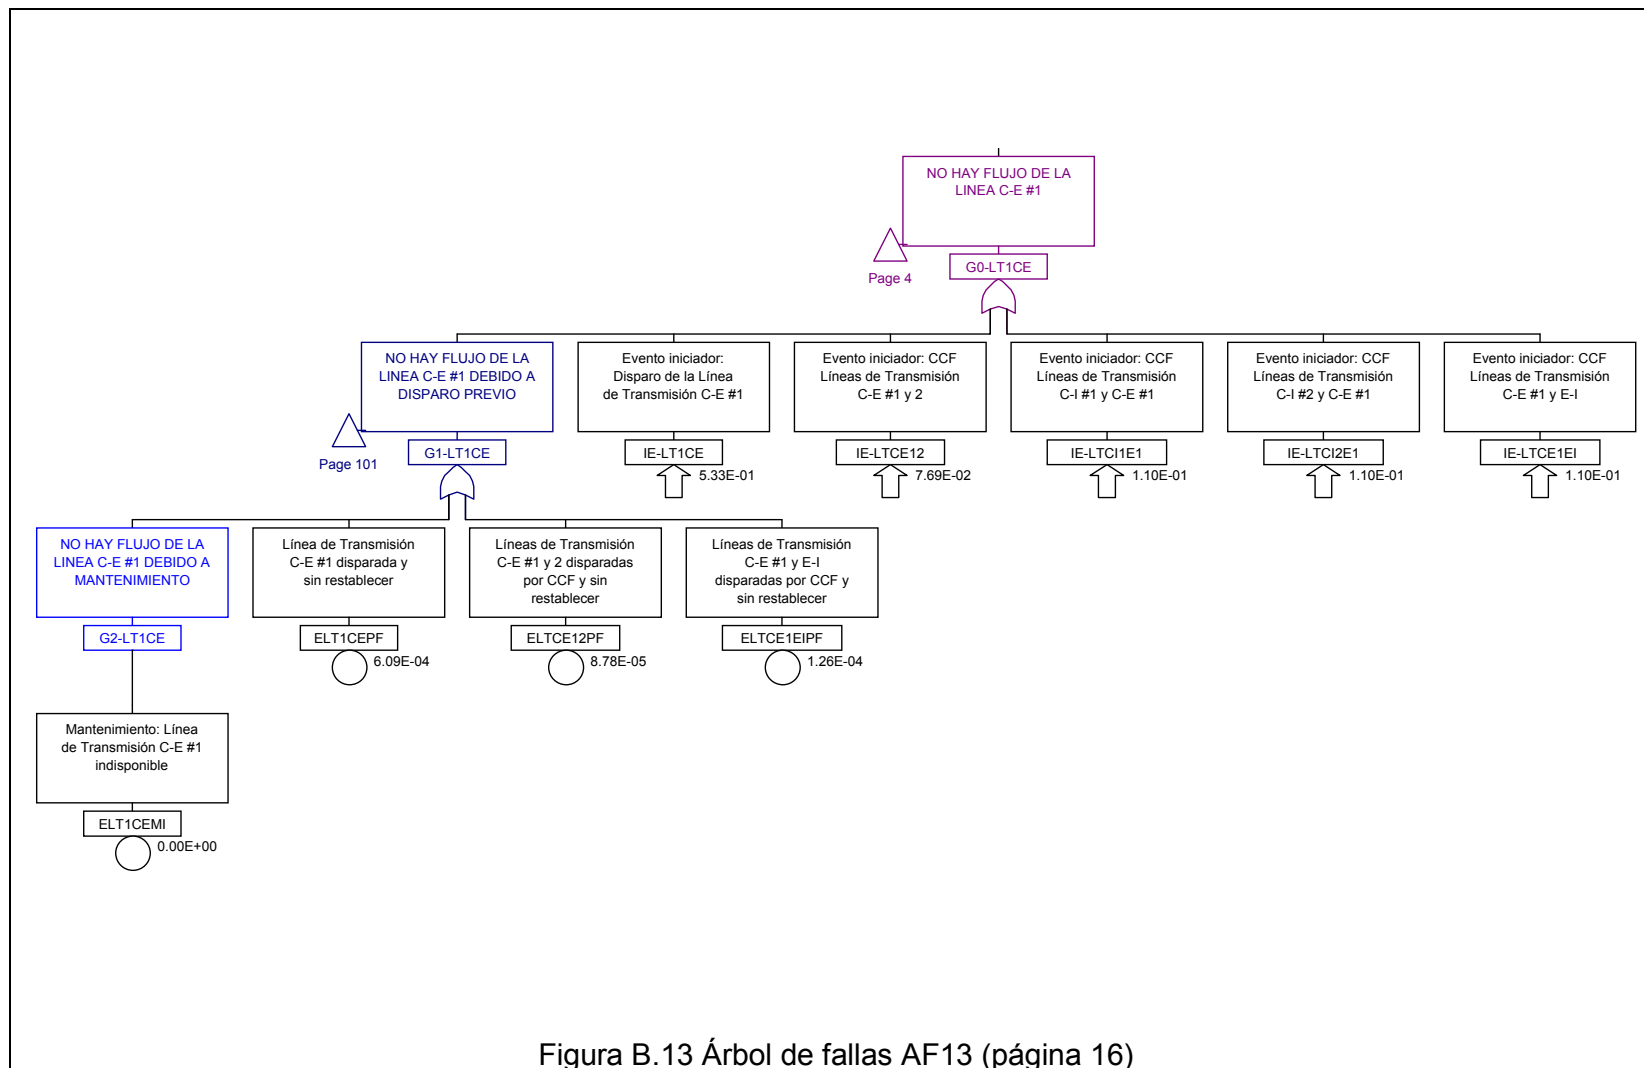 NO HAY FLUJO DE LA
LINEA C-E #1
Page 4
G0-LT1CE
NO HAY FLUJO DE LA
LINEA C-E #1 DEBIDO A
DISPARO PREVIO
Page 101
G1-LT1CE
Evento iniciador:
Disparo de la Línea
de Transmisión C-E #1
IE-LT1CE
5.33E-01
Evento iniciador: CCF
Líneas de Transmisión
C-E #1 y 2
IE-LTCE12
7.69E-02
Evento iniciador: CCF
Líneas de Transmisión
C-I #1 y C-E #1
IE-LTCI1E1
1.10E-01
Evento iniciador: CCF
Líneas de Transmisión
C-I #2 y C-E #1
IE-LTCI2E1
1.10E-01
Evento iniciador: CCF
Líneas de Transmisión
C-E #1 y E-I
IE-LTCE1EI
1.10E-01
NO HAY FLUJO DE LA
LINEA C-E #1 DEBIDO A
MANTENIMIENTO
G2-LT1CE
Línea de Transmisión
C-E #1 disparada y
sin restablecer
ELT1CEPF
6.09E-04
Líneas de Transmisión
C-E #1 y 2 disparadas
por CCF y sin
restablecer
ELTCE12PF
8.78E-05
Líneas de Transmisión
C-E #1 y E-I
disparadas por CCF y
sin restablecer
ELTCE1EIPF
1.26E-04
Mantenimiento: Línea
de Transmisión C-E #1
indisponible
ELT1CEMI
0.00E+00
Figura B.13 Árbol de fallas AF13 (página 16)